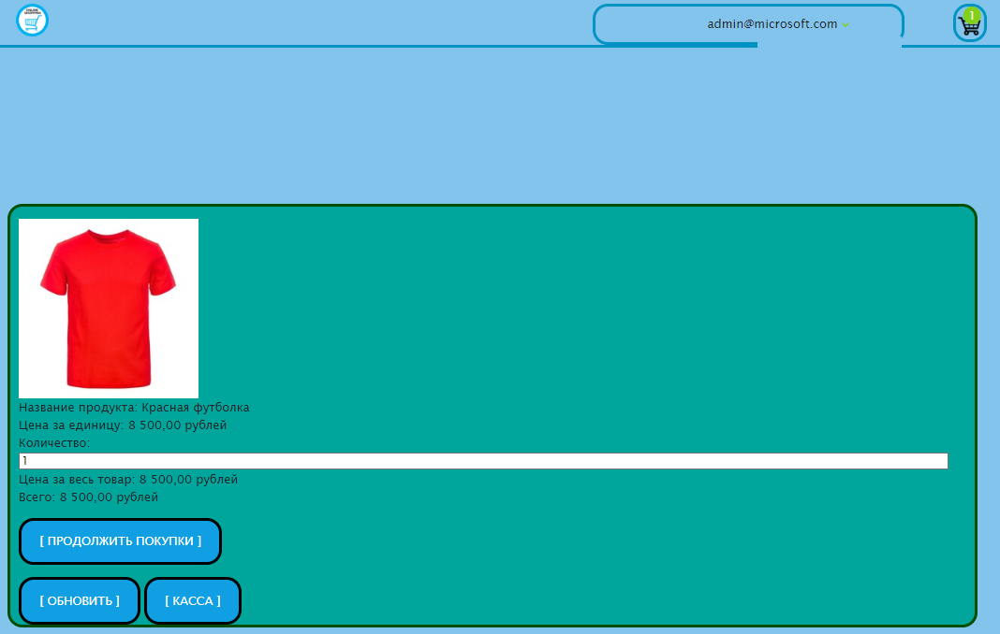 admin@microsoft.com
1
Название продукта: Красная футболка
Цена за единицу: 8 500,00 рублей
Количество:
1
Цена за весь товар: 8 500,00 рублей
Всего: 8 500,00 рублей
[ ПРОДОЛЖИТЬ ПОКУПКИ ]
[ ОБНОВИТЬ ] [ КАССА ]